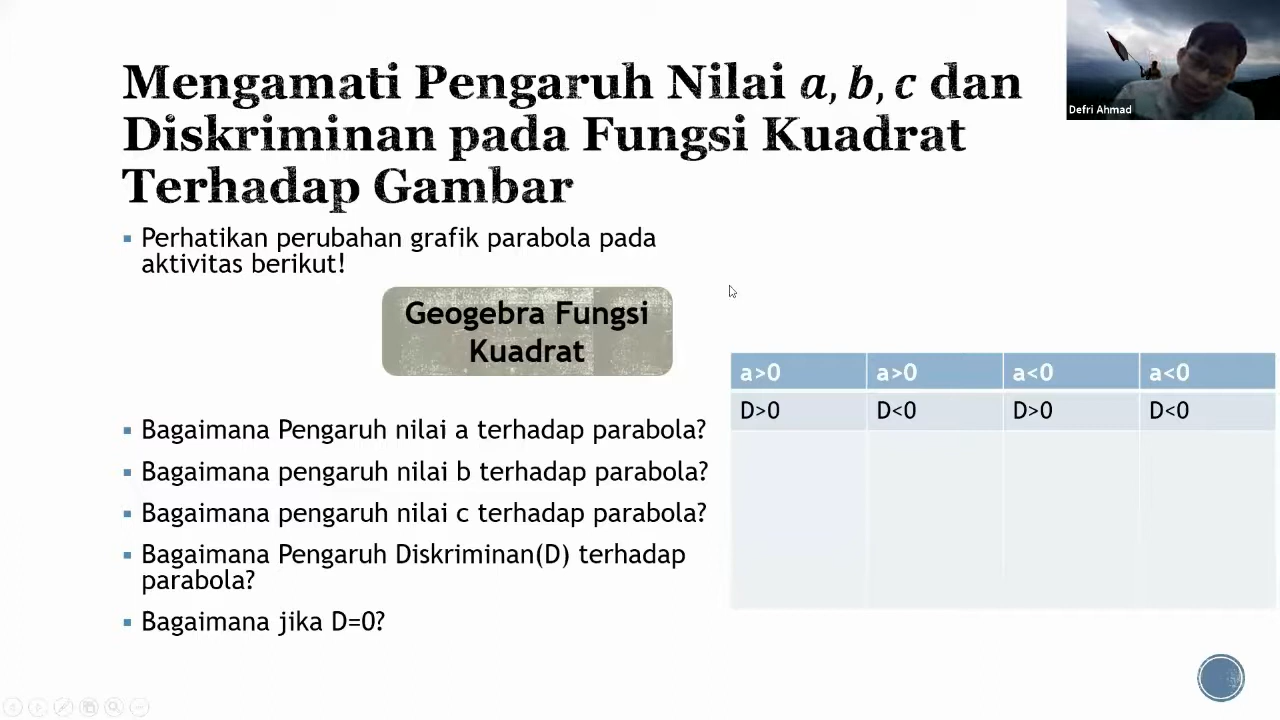 Mengamati Pengaruh Nilai a, b, c dan
Diskriminan pada Fungsi Kuadrat
Terhadap Gambar
Defri Ahmad
Perhatikan perubahan grafik parabola pada
aktivitas berikut!
Geogebra Fungsi
Kuadrat
Bagaimana Pengaruh nilai a terhadap parabola?
Bagaimana pengaruh nilai b terhadap parabola?
Bagaimana pengaruh nilai c terhadap parabola?
Bagaimana Pengaruh Diskriminan(D) terhadap
parabola?
Bagaimana jika D=0?
a>0 a>0 a<0 a<0
D>0 D<0 D>0 D<0